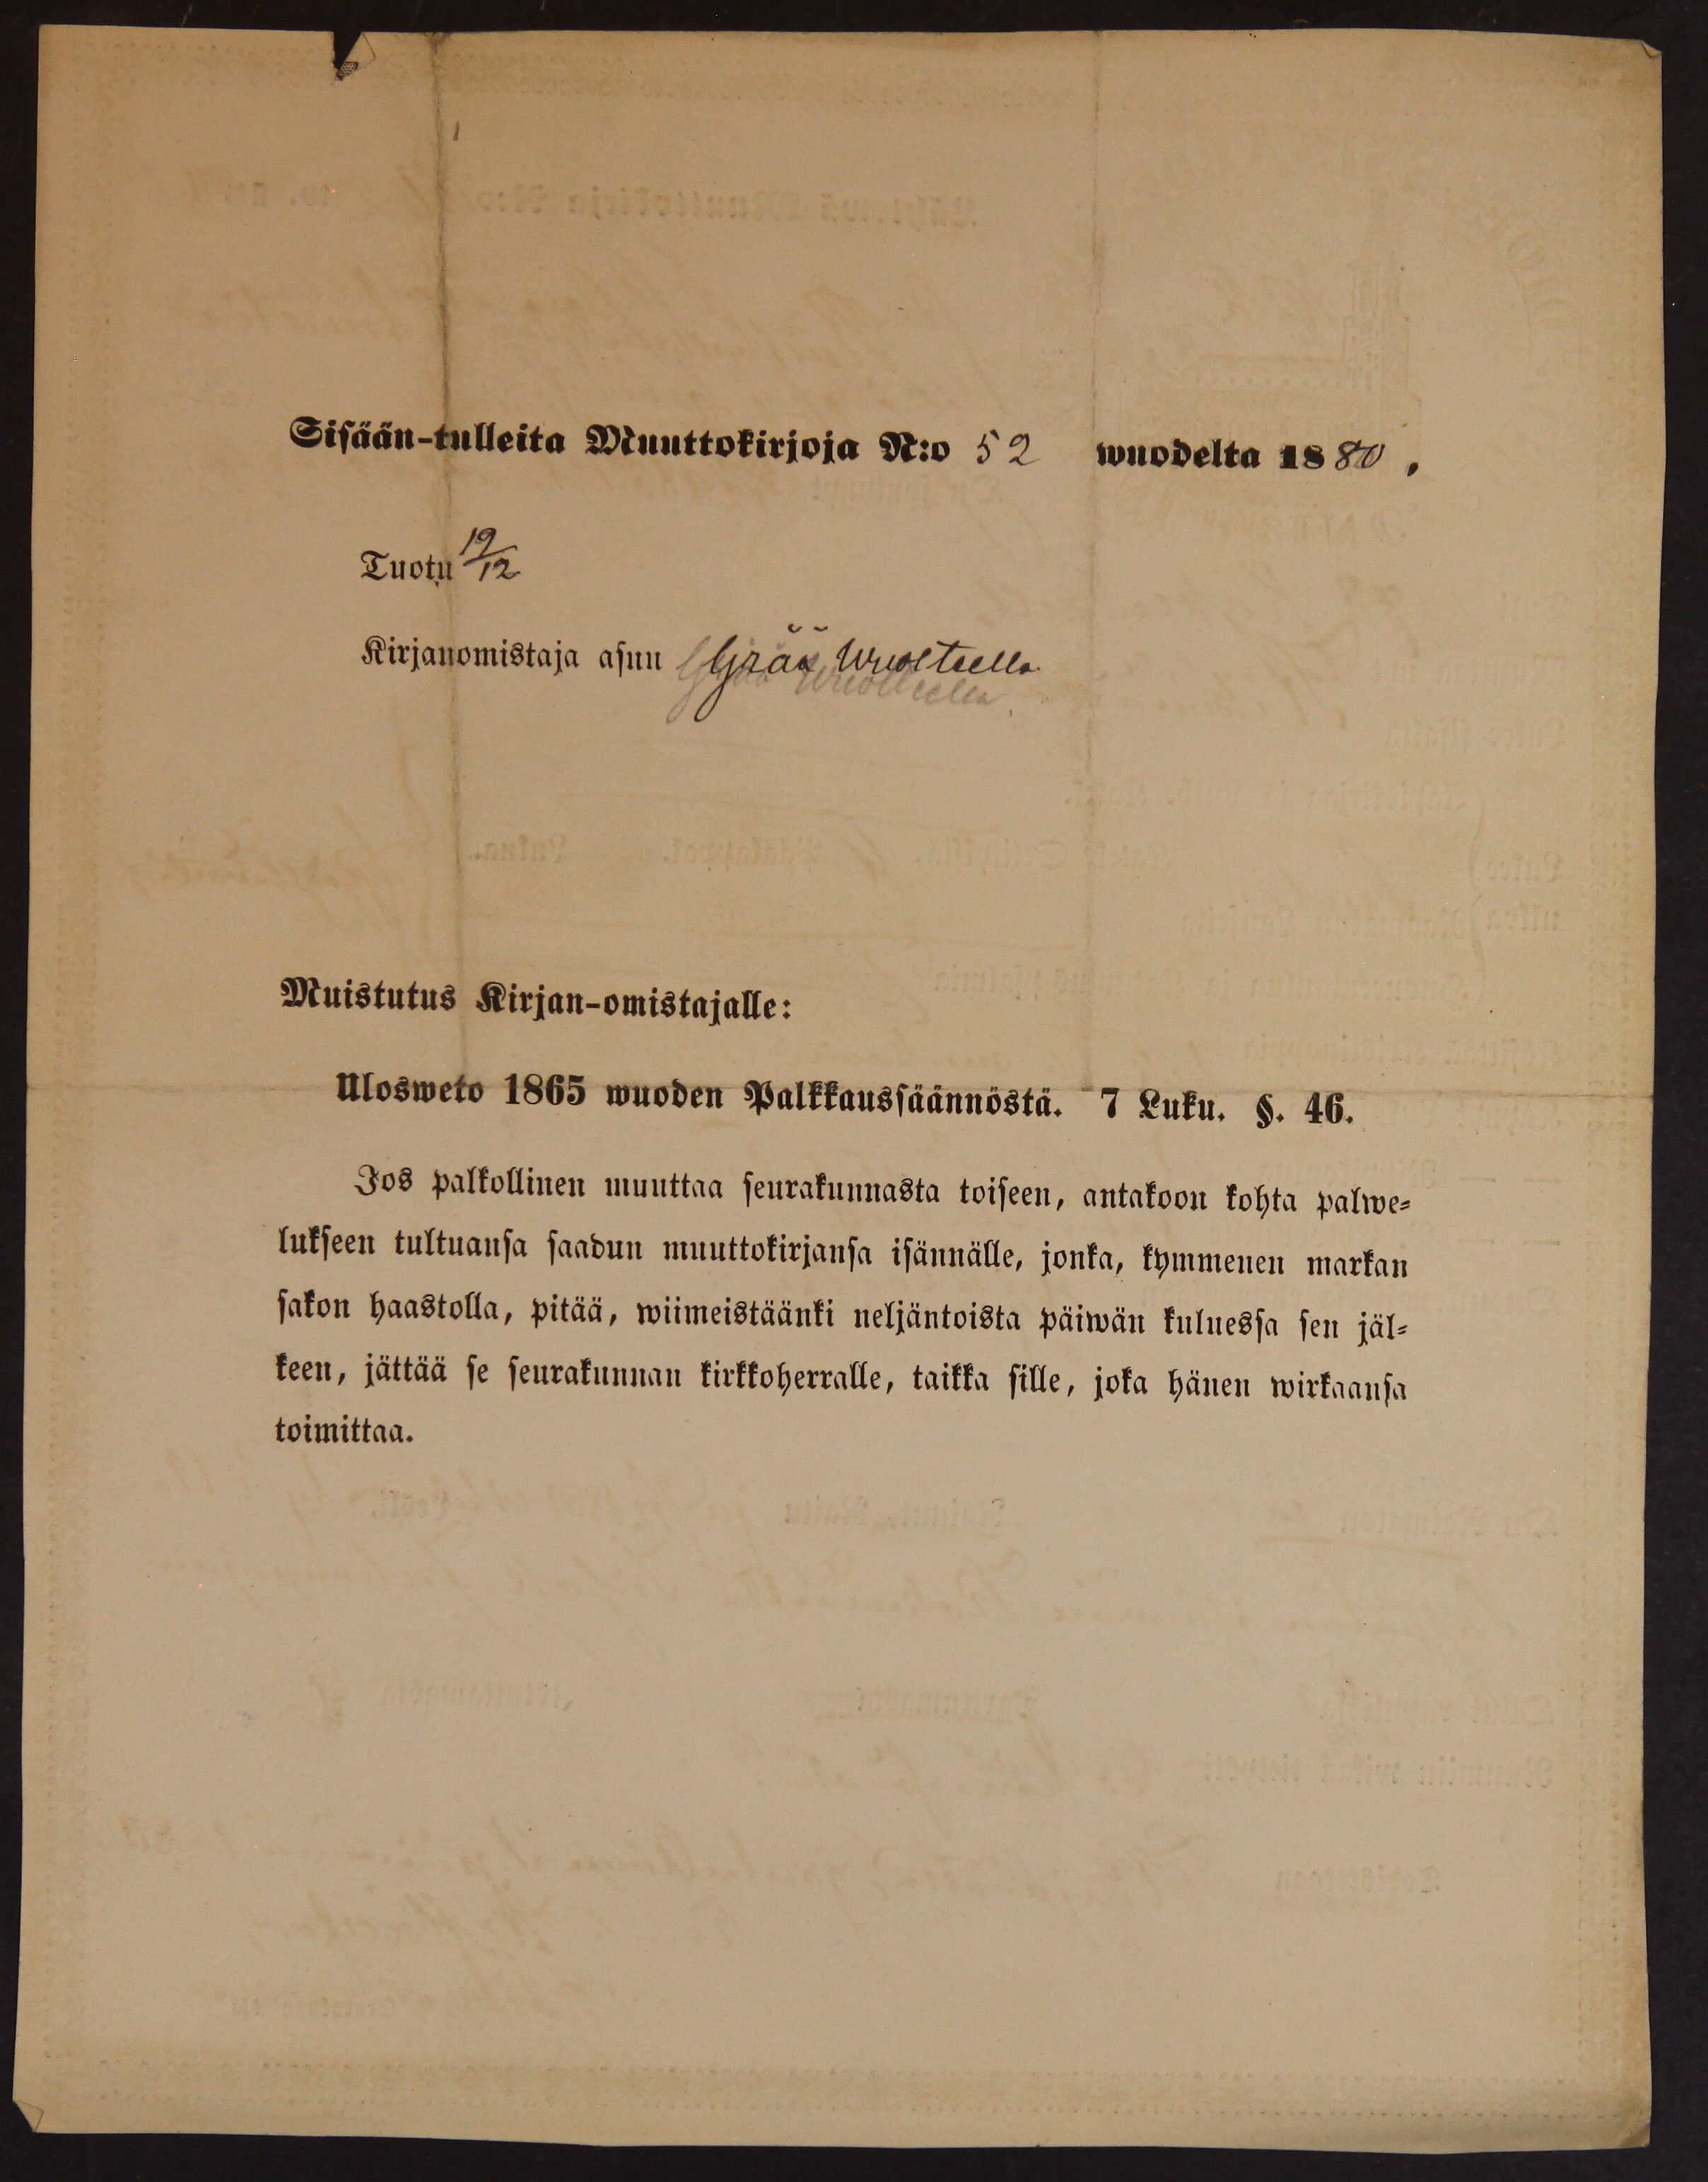 Sisään-tulleita Muuttokirjoja N:o 52 wuodelta 1880.
Tuotu 19/12
Kirjanomistaja asuu Wuolteella
Muistutus Kirjan-omistajalle:
Ulosweto 1865 wuoden Palkkaussäännöstä. 7 Luku. §. 46.
Jos palkollinen muuttaa seurakunnasta toiseen, antakoon kohta palwe-
lukseen tultuansa saadun muuttokirjansa isännälle, jonka, kymmenen markan
sakon haastolla, pitää, wiimeistäänki neljäntoista päiwän kuluessa sen jäl-
keen, jättää se seurakunnan kirkkoherralle, taikka sille, joka hänen wirkaansa
toimittaa.